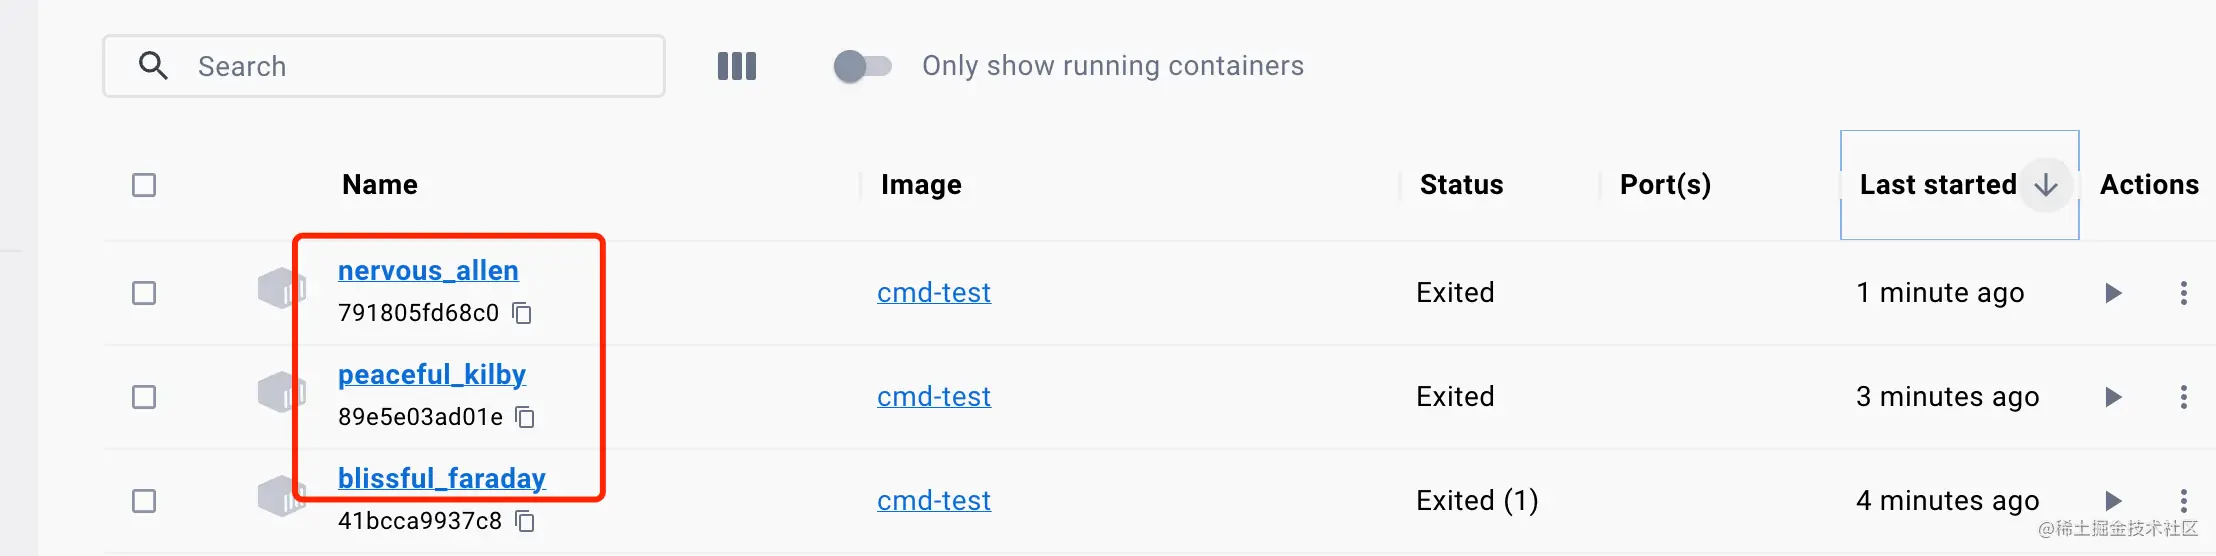 Search
Only show running containers
Name Image Status Port(s) Last started Actions
nervous_allen
791805fd68c0
cmd-test Exited 1 minute ago
peaceful_kilby
89e5e03ad01e
cmd-test Exited 3 minutes ago
blissful_faraday
41bcca9937c8
cmd-test Exited (1) 4 minutes ago
@稀土掘金技术社区